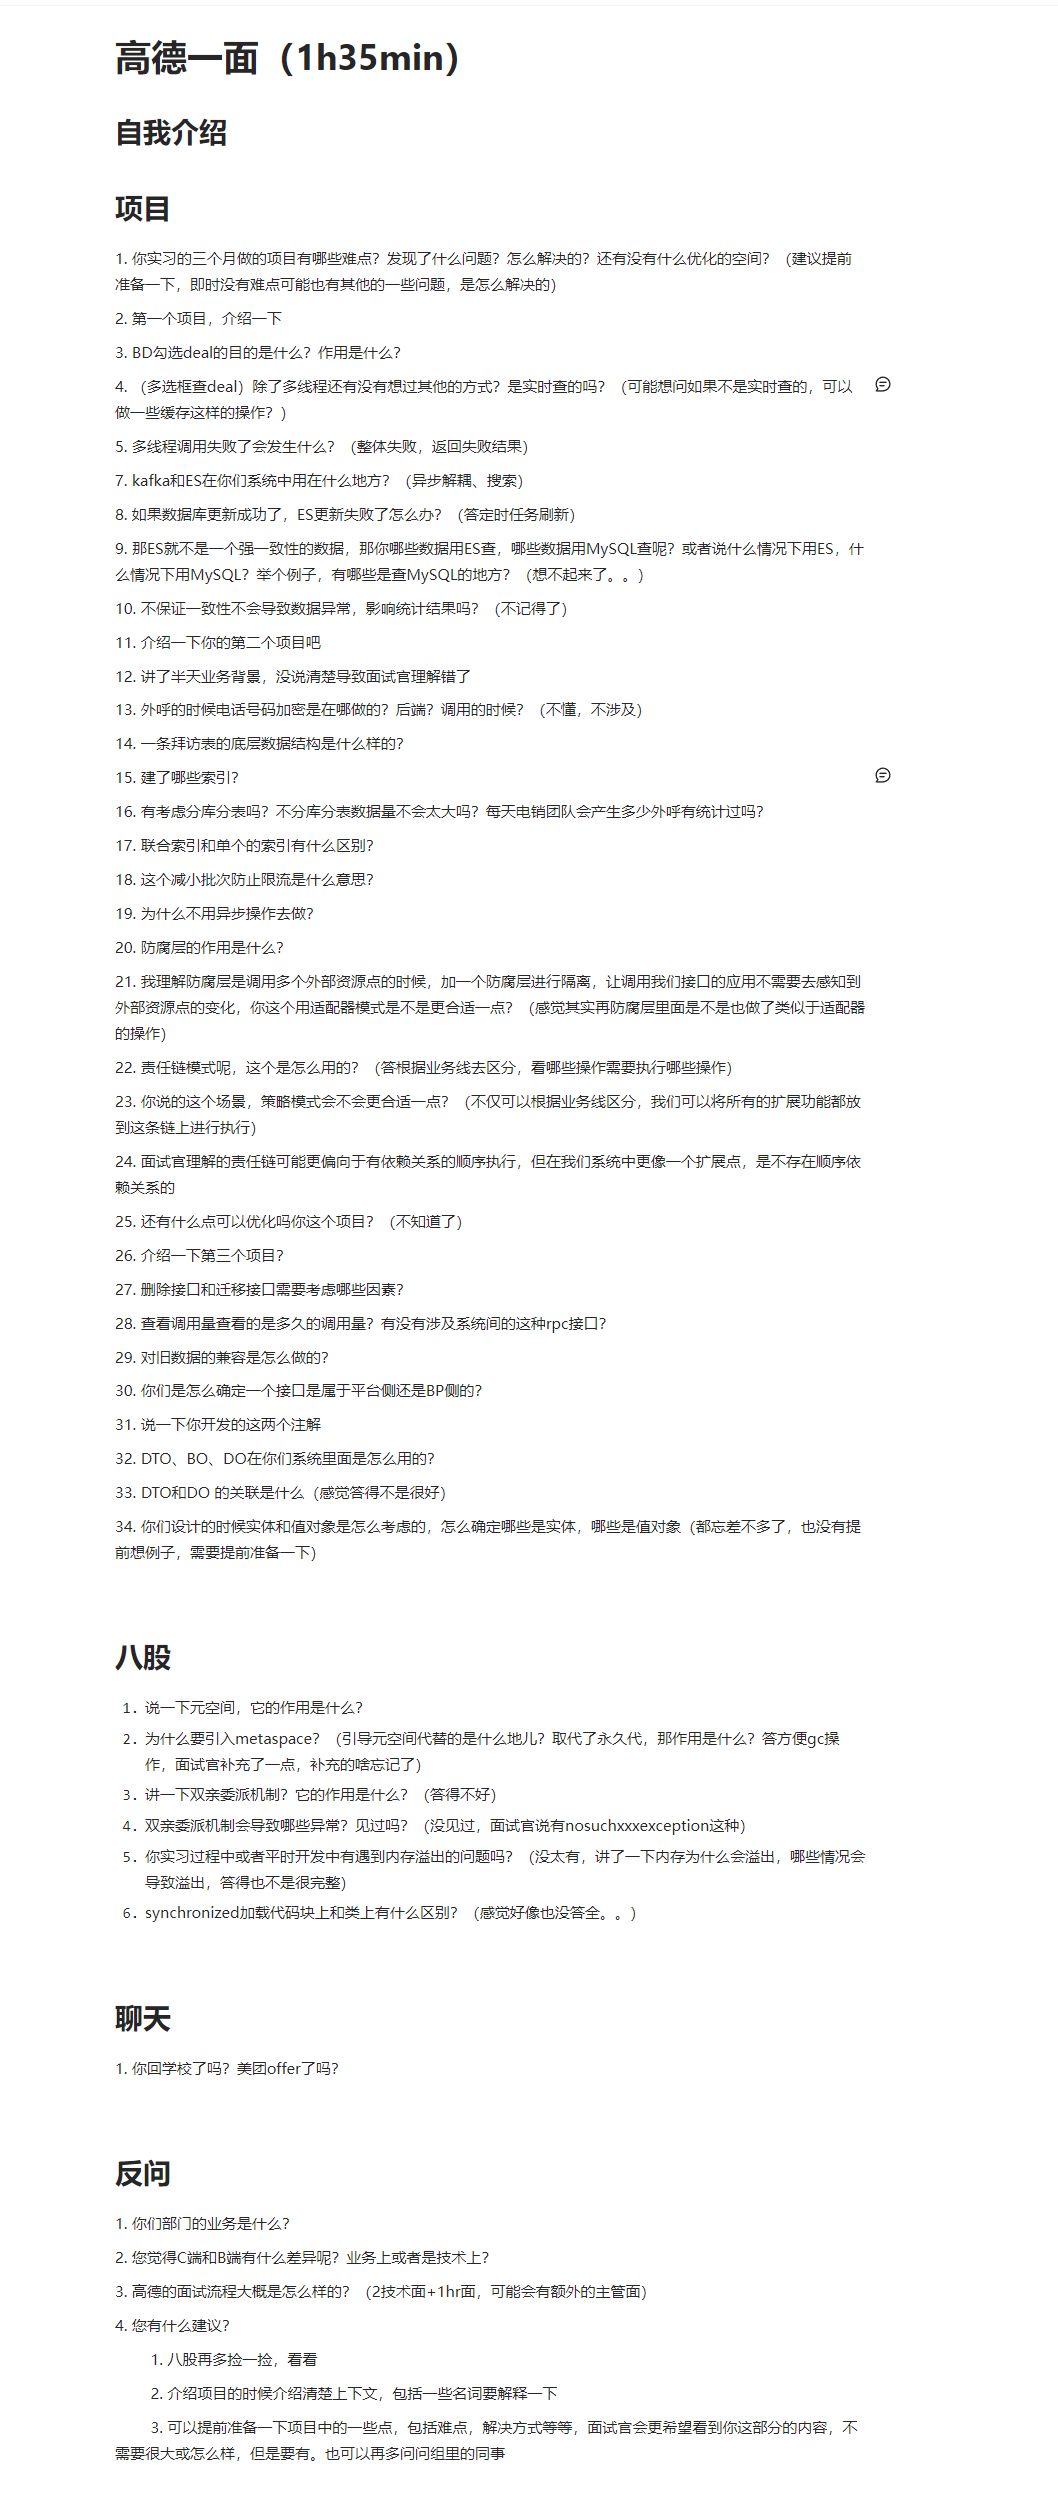 高德一面（1h35min）
自我介绍
项目
1. 你实习的三个月做的项目有哪些难点？发现了什么问题？怎么解决的？还有没有什么优化的空间？（建议提前
准备一下，即时没有难点可能也有其他的一些问题，是怎么解决的）
2. 第一个项目，介绍一下
3. BD勾选deal的目的是什么？作用是什么？
4. （多选框查deal）除了多线程还有没有想过其他的方式？是实时查的吗？（可能想问如果不是实时查的，可以
做一些缓存这样的操作？）
5. 多线程调用失败了会发生什么？（整体失败，返回失败结果）
7. kafka和ES在你们系统中用在什么地方？（异步解耦、搜索）
8. 如果数据库更新成功了，ES更新失败了怎么办？（答定时任务刷新）
9. 那ES就不是一个强一致性的数据，那你哪些数据用ES查，哪些数据用MySQL查呢？或者说什么情况下用ES，什
么情况下用MySQL？举个例子，有哪些是查MySQL的地方？（想不起来了。。）
10. 不保证一致性不会导致数据异常，影响统计结果吗？（不记得了）
11. 介绍一下你的第二个项目吧
12. 讲了半天业务背景，没说清楚导致面试官理解错了
13. 外呼的时候电话号码加密是在哪做的？后端？调用的时候？（不懂，不涉及）
14. 一条拜访表的底层数据结构是什么样的？
15. 建了哪些索引？
16. 有考虑分库分表吗？不分库分表数据量不会太大吗？每天电销团队会产生多少外呼有统计过吗？
17. 联合索引和单个的索引有什么区别？
18. 这个减小批次防止限流是什么意思？
19. 为什么不用异步操作去做？
20. 防腐层的作用是什么？
21. 我理解防腐层是调用多个外部资源点的时候，加一个防腐层进行隔离，让调用我们接口的应用不需要去感知到
外部资源点的变化，你这个用适配器模式是不是更合适一点？（感觉其实再防腐层里面是不是也做了类似于适配器
的操作）
22. 责任链模式呢，这个是怎么用的？（答根据业务线去区分，看哪些操作需要执行哪些操作）
23. 你说的这个场景，策略模式会不会更合适一点？（不仅可以根据业务线区分，我们可以将所有的扩展功能都放
到这条链上进行执行）
24. 面试官理解的责任链可能更偏向于有依赖关系的顺序执行，但在我们系统中更像一个扩展点，是不存在顺序依
赖关系的
25. 还有什么点可以优化吗你这个项目？（不知道了）
26. 介绍一下第三个项目？
27. 删除接口和迁移接口需要考虑哪些因素？
28. 查看调用量查看的是多久的调用量？有没有涉及系统间的这种rpc接口？
29. 对旧数据的兼容是怎么做的？
30. 你们是怎么确定一个接口是属于平台侧还是BP侧的？
31. 说一下你开发的这两个注解
32. DTO、BO、DO在你们系统里面是怎么用的？
33. DTO和DO 的关联是什么（感觉答得不是很好）
34. 你们设计的时候实体和值对象是怎么考虑的，怎么确定哪些是实体，哪些是值对象（都忘差不多了，也没有提
前想例子，需要提前准备一下）
八股
1. 说一下元空间，它的作用是什么？
2. 为什么要引入metaspace？（引导元空间代替的是什么地儿？取代了永久代，那作用是什么？答方便gc操
作，面试官补充了一点，补充的啥忘记了）
3. 讲一下双亲委派机制？它的作用是什么？（答得不好）
4. 双亲委派机制会导致哪些异常？见过吗？（没见过，面试官说有nosuchxxxexception这种）
5. 你实习过程中或者平时开发中有遇到内存溢出的问题吗？（没太有，讲了一下内存为什么会溢出，哪些情况会
导致溢出，答得也不是很完整）
6. synchronized加载代码块上和类上有什么区别？（感觉好像也没答全。。）
聊天
1. 你回学校了吗？美团offer了吗？
反问
1. 你们部门的业务是什么？
2. 您觉得C端和B端有什么差异呢？业务上或者是技术上？
3. 高德的面试流程大概是怎么样的？（2技术面+1hr面，可能会有额外的主管面）
4. 您有什么建议？
1. 八股再多捡一捡，看看
2. 介绍项目的时候介绍清楚上下文，包括一些名词要解释一下
3. 可以提前准备一下项目中的一些点，包括难点，解决方式等等，面试官会更希望看到你这部分的内容，不
需要很大或怎么样，但是要有。也可以再多问问组里的同事